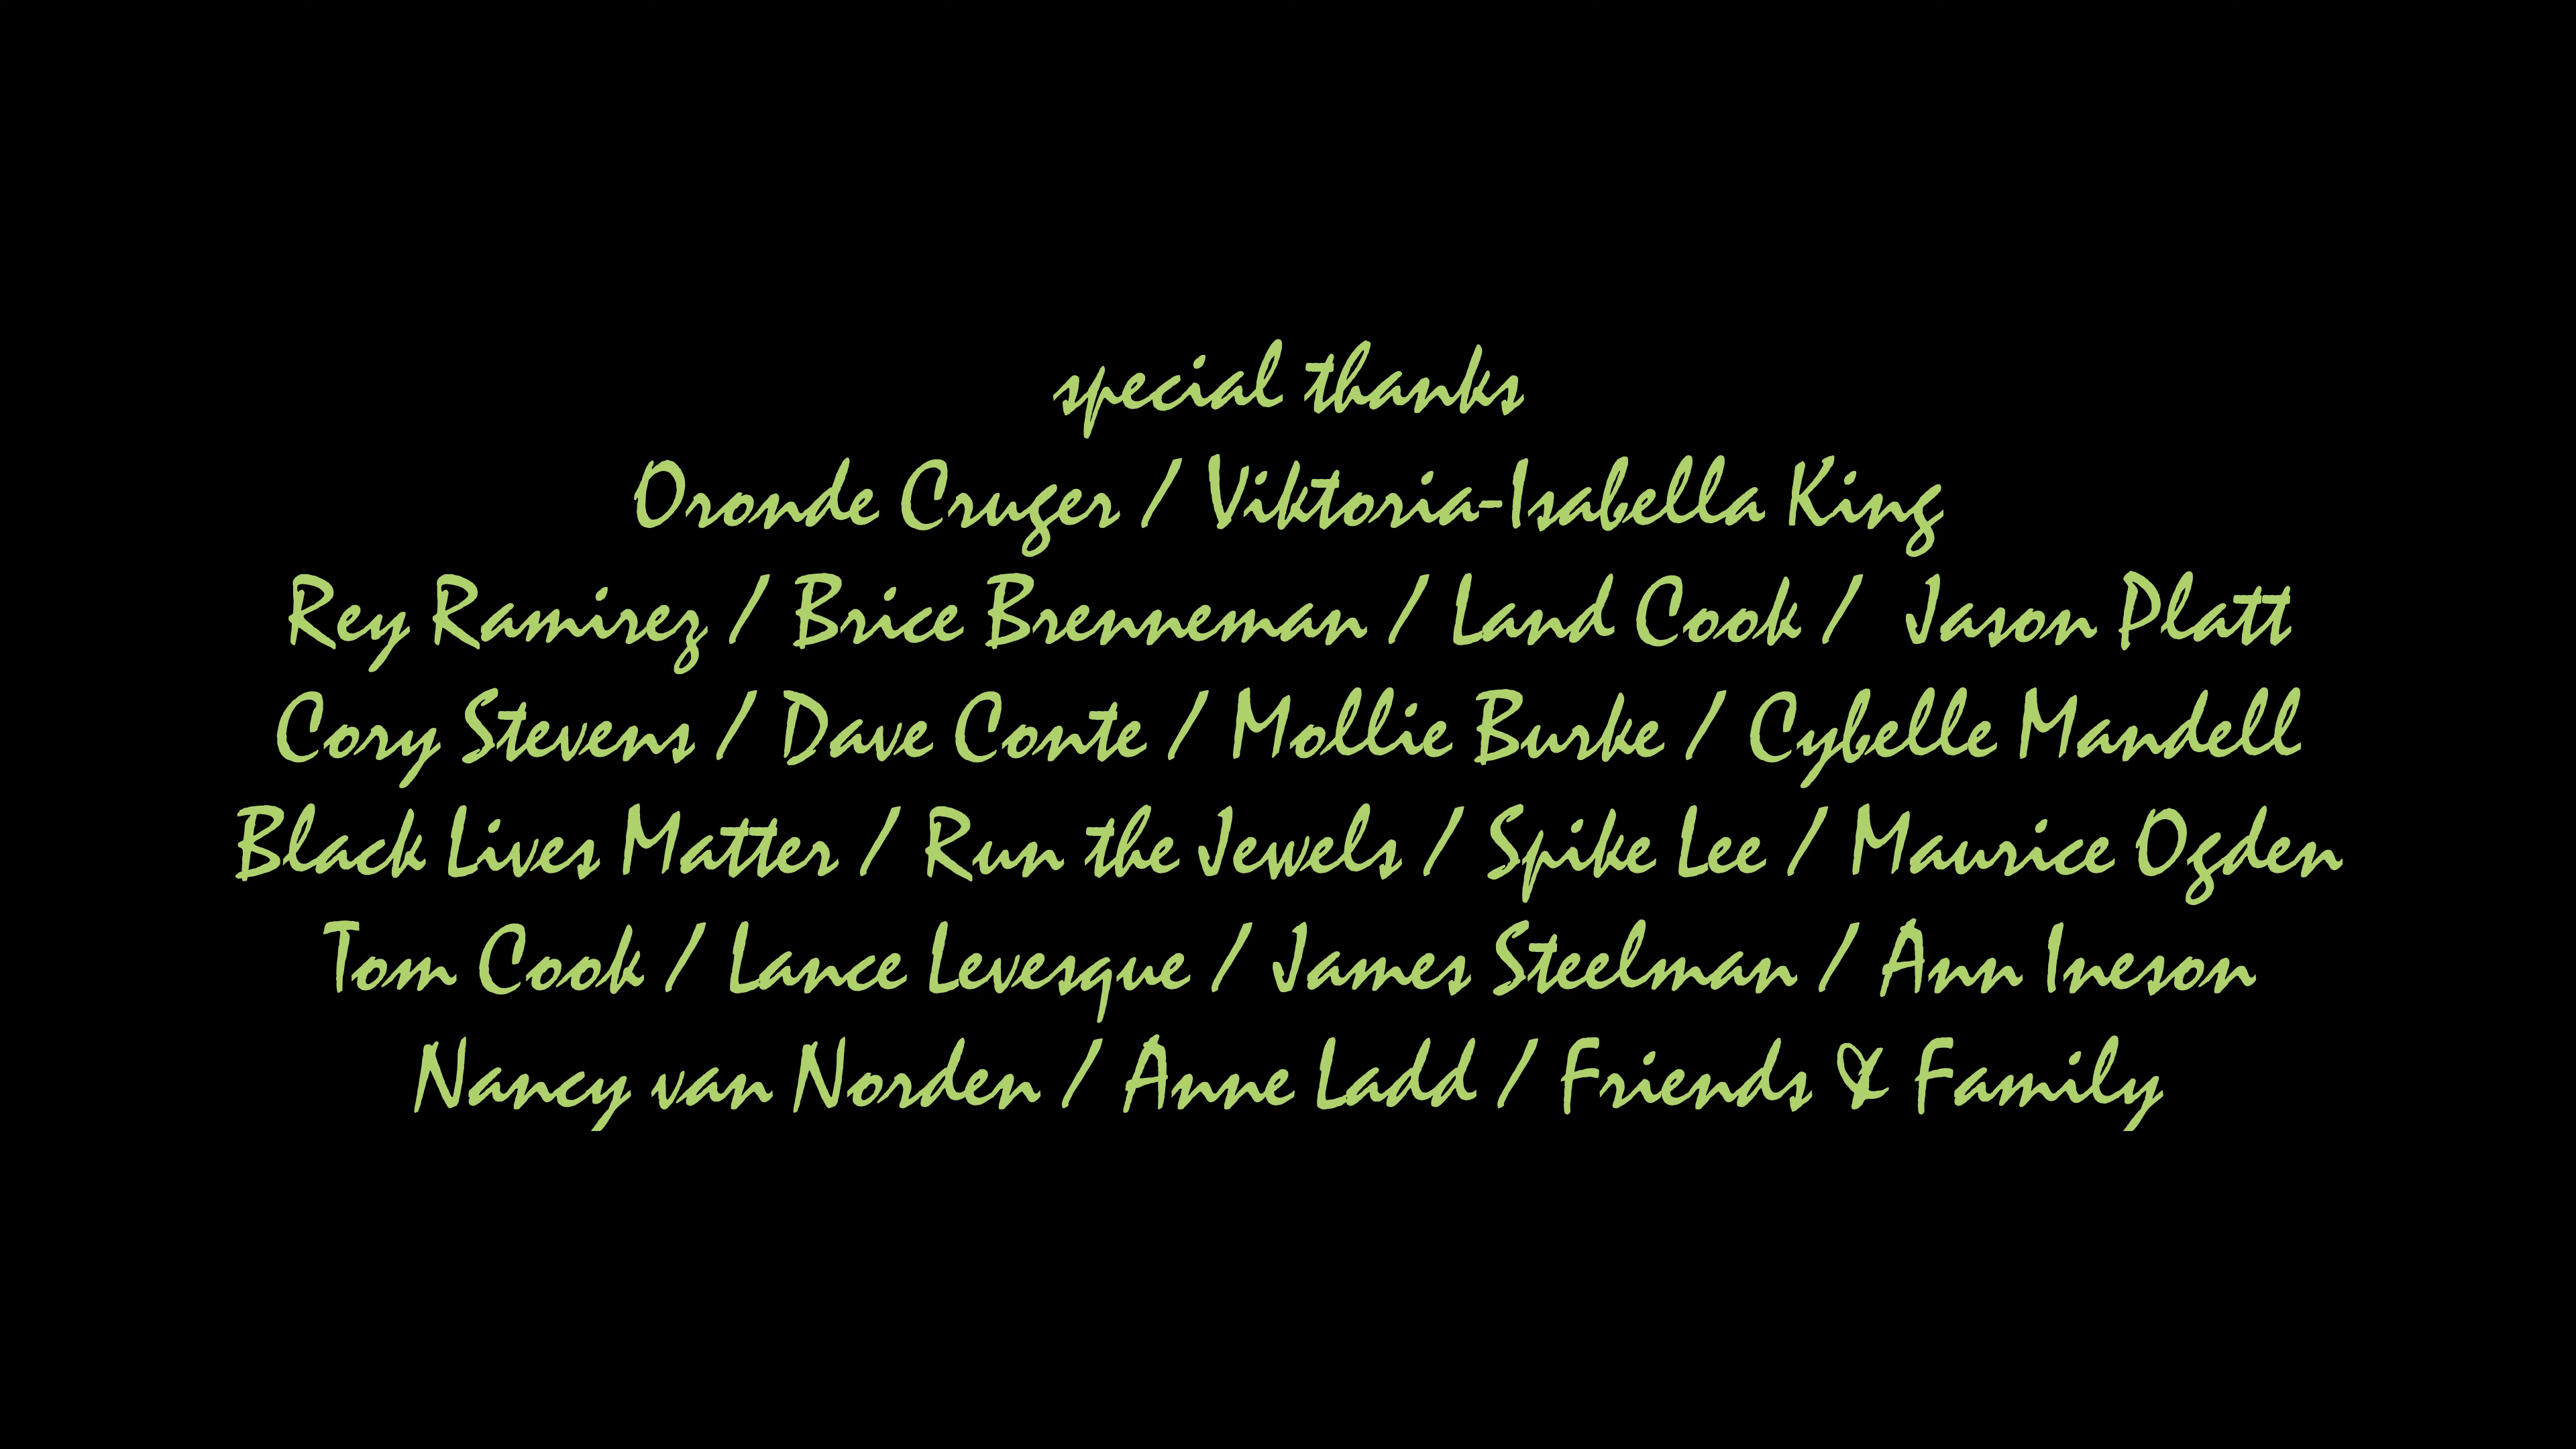 special thanks
Oronde Cruger / Viktoria-Isabella King
Rey Ramirez / Brice Brenneman / Land Cook / Jason Platt
Cory Stevens / Dave Conte / Mollie Burke / Cybelle Mandell
Black Lives Matter / Run the Jewels / Spike Lee / Maurice Ogden
Tom Cook / Lance Levesque / James Steelman / Ann Ineson
Nancy van Norden / Anne Ladd / Friends & Family